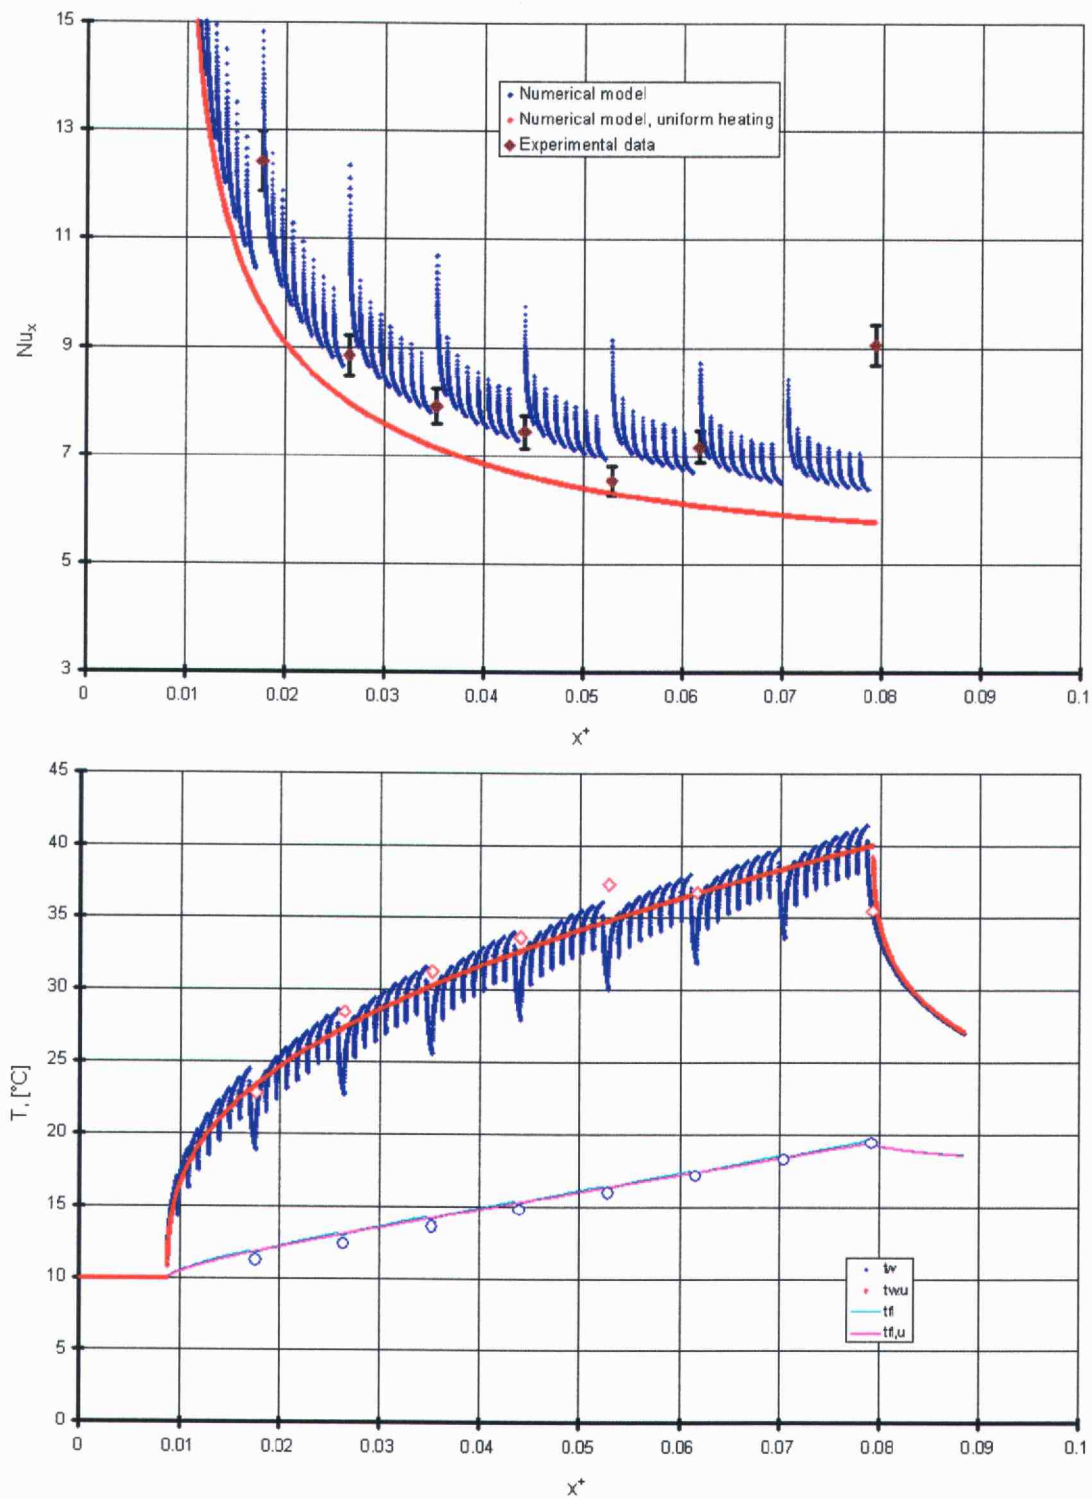 15
13
11
9
7
5
3
Nuₓ
Numerical model
Numerical model, uniform heating
Experimental data
0 0.01 0.02 0.03 0.04 0.05 0.06 0.07 0.08 0.09 0.1
x⁺
45
40
35
30
25
20
15
10
5
0
T, [°C]
tw
tw,u
tfl
tfl,u
0 0.01 0.02 0.03 0.04 0.05 0.06 0.07 0.08 0.09 0.1
x⁺